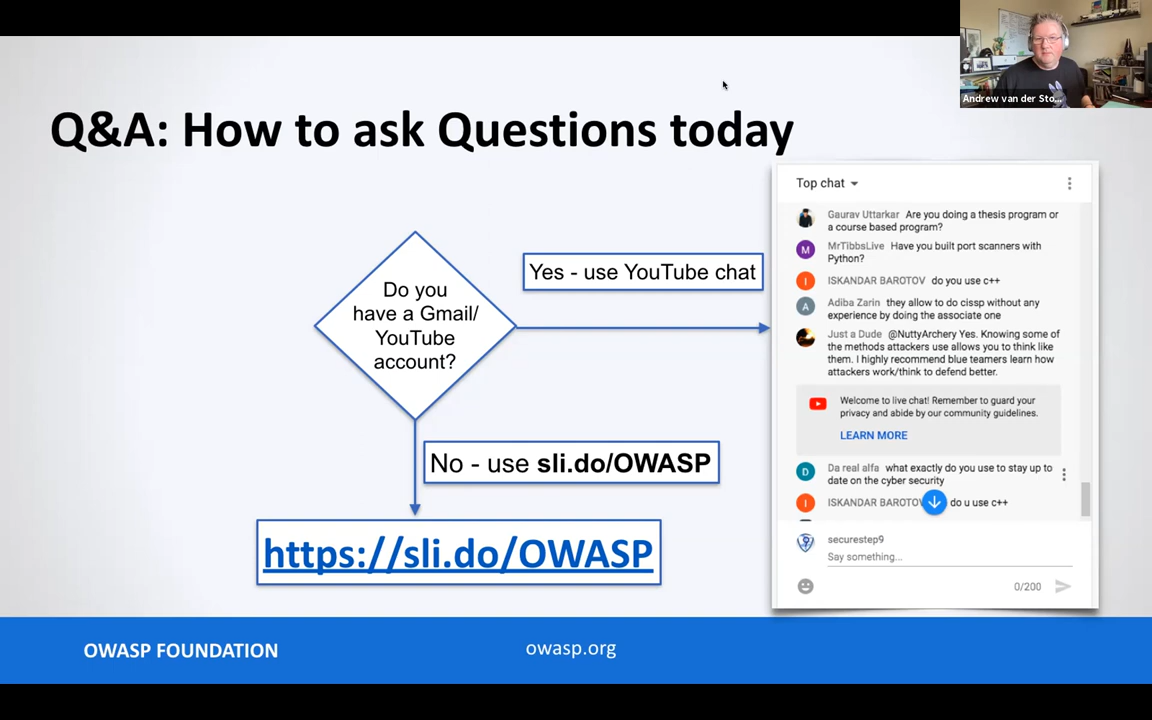 Andrew van der Sto...
Q&A: How to ask Questions today
Do you
have a Gmail/
YouTube
account?
Yes - use YouTube chat
No - use sli.do/OWASP
https://sli.do/OWASP
Top chat
Gaurav Uttarkar Are you doing a thesis program or
a course based program?
M
MrTibbsLive Have you built port scanners with
Python?
I
ISKANDAR BAROTOV do you use c++
A
Adiba Zarin they allow to do cissp without any
experience by doing the associate one
Just a Dude @NuttyArchery Yes. Knowing some of
the methods attackers use allows you to think like
them. I highly recommend blue teamers learn how
attackers work/think to defend better.
Welcome to live chat! Remember to guard your
privacy and abide by our community guidelines.
LEARN MORE
D
Da real alfa what exactly do you use to stay up to
date on the cyber security
I
ISKANDAR BAROTOV do u use c++
securestep9
Say something...
0/200
OWASP FOUNDATION
owasp.org